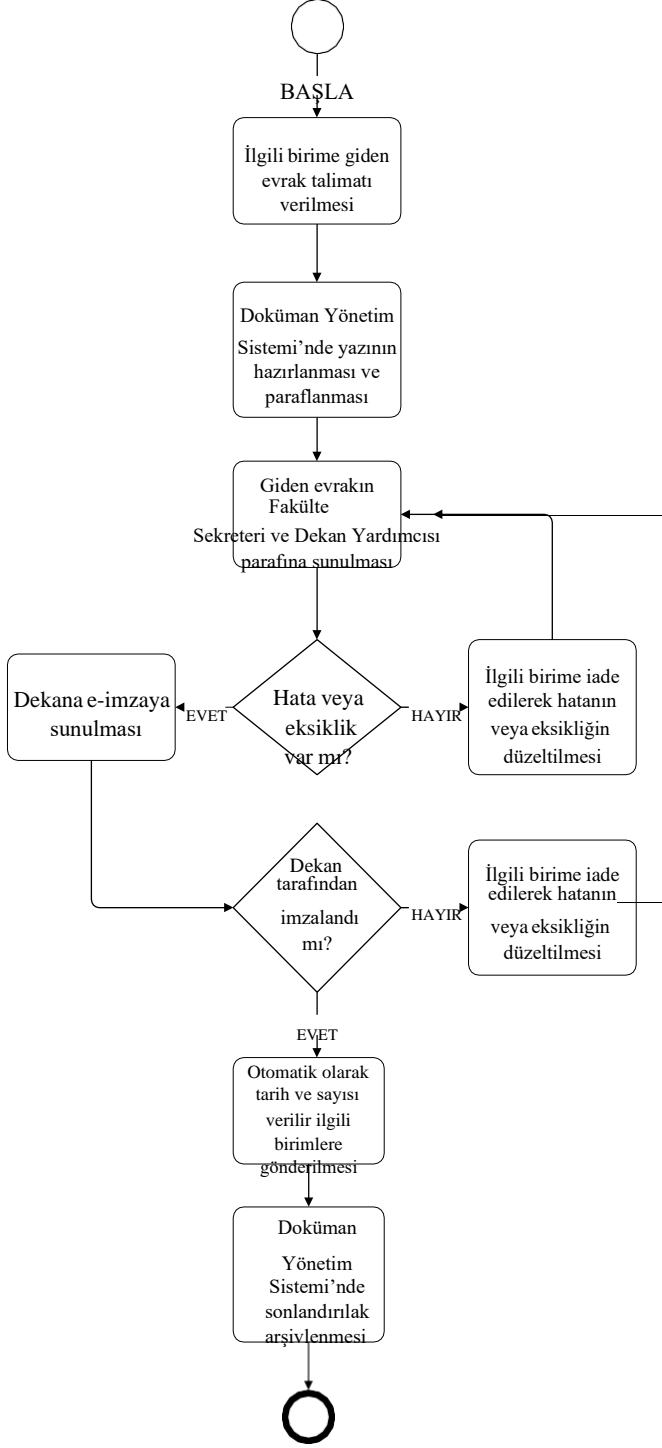 BAŞLA
İlgili birime giden
evrak talimatı
verilmesi
Doküman Yönetim
Sistemi’nde yazının
hazırlanması ve
paraflanması
Giden evrakın
Fakülte
Sekreteri ve Dekan Yardımcısı
parafına sunulması
Dekana e-imzaya
sunulması
EVET
Hata veya
eksiklik
var mı?
HAYIR
İlgili birime iade
edilerek hatanın
veya eksikliğin
düzeltilmesi
Dekan
tarafından
imzalandı
mı?
HAYIR
İlgili birime iade
edilerek hatanın
veya eksikliğin
düzeltilmesi
EVET
Otomatik olarak
tarih ve sayısı
verilir ilgili
birimlere
gönderilmesi
Doküman
Yönetim
Sistemi’nde
sonlandırılak
arşivlenmesi